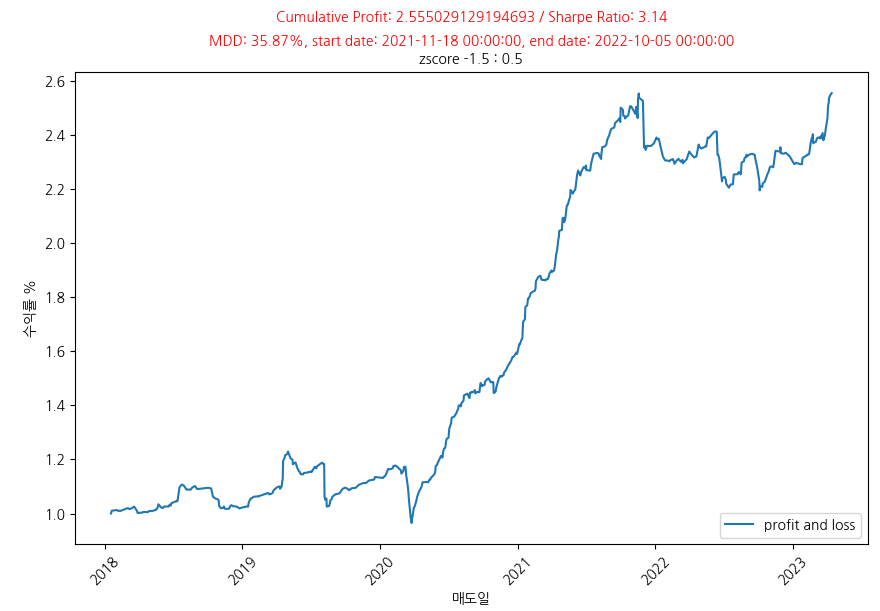 Cumulative Profit: 2.555029129194693 / Sharpe Ratio: 3.14
MDD: 35.87%, start date: 2021-11-18 00:00:00, end date: 2022-10-05 00:00:00
zscore -1.5 : 0.5
2.6
2.4
2.2
2.0
1.8
1.6
1.4
1.2
1.0
수익률 %
profit and loss
2018
2019
2020
2021
2022
2023
매도일